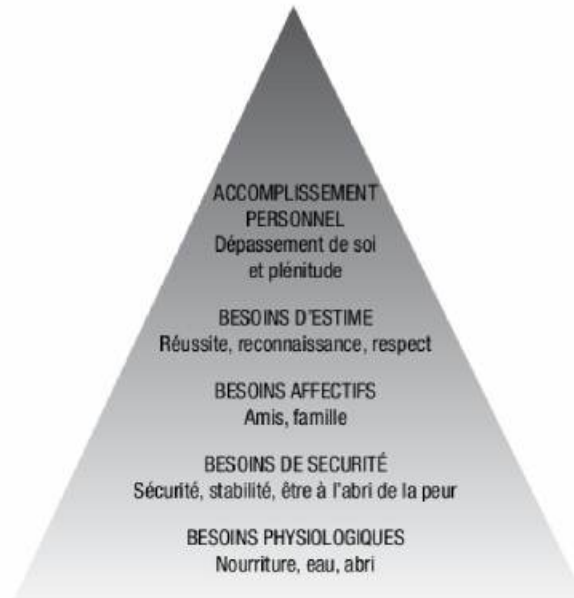 ACCOMPLISSEMENT
PERSONNEL
Dépassement de soi
et plénitude
BESOINS D'ESTIME
Réussite, reconnaissance, respect
BESOINS AFFECTIFS
Amis, famille
BESOINS DE SECURITÉ
Sécurité, stabilité, être à l'abri de la peur
BESOINS PHYSIOLOGIQUES
Nourriture, eau, abri